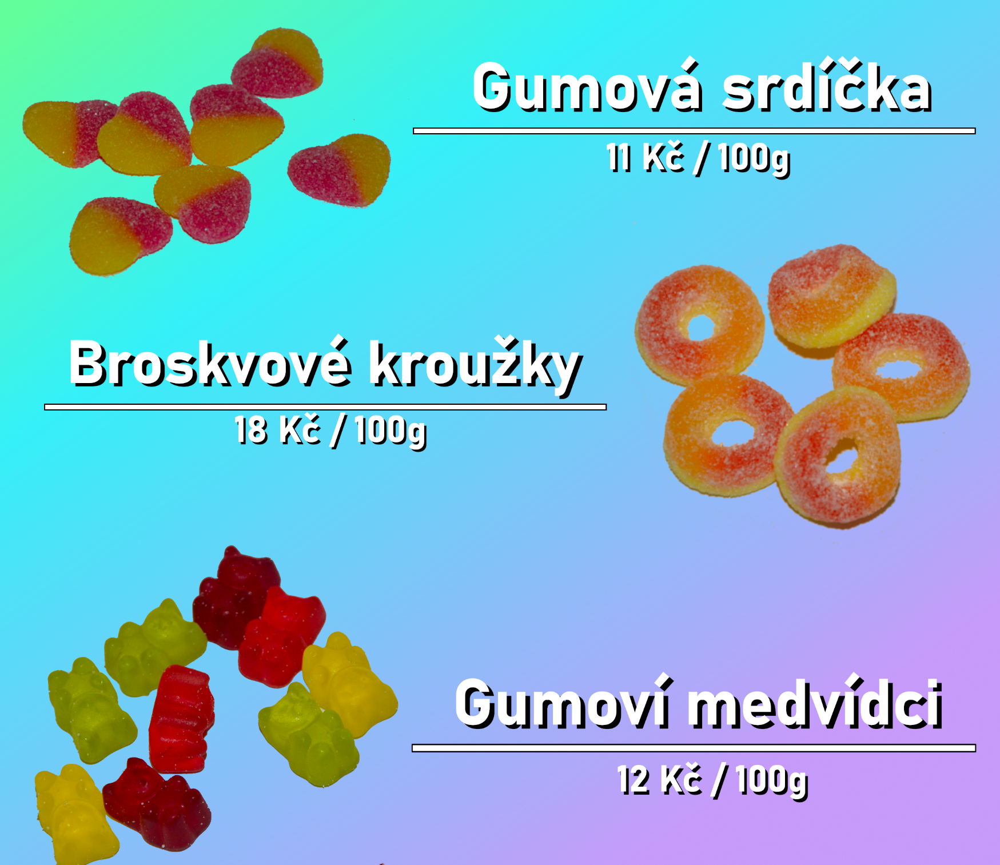 Gumová srdíčka
11 Kč / 100g
Broskvové kroužky
18 Kč / 100g
Gumoví medvídci
12 Kč / 100g